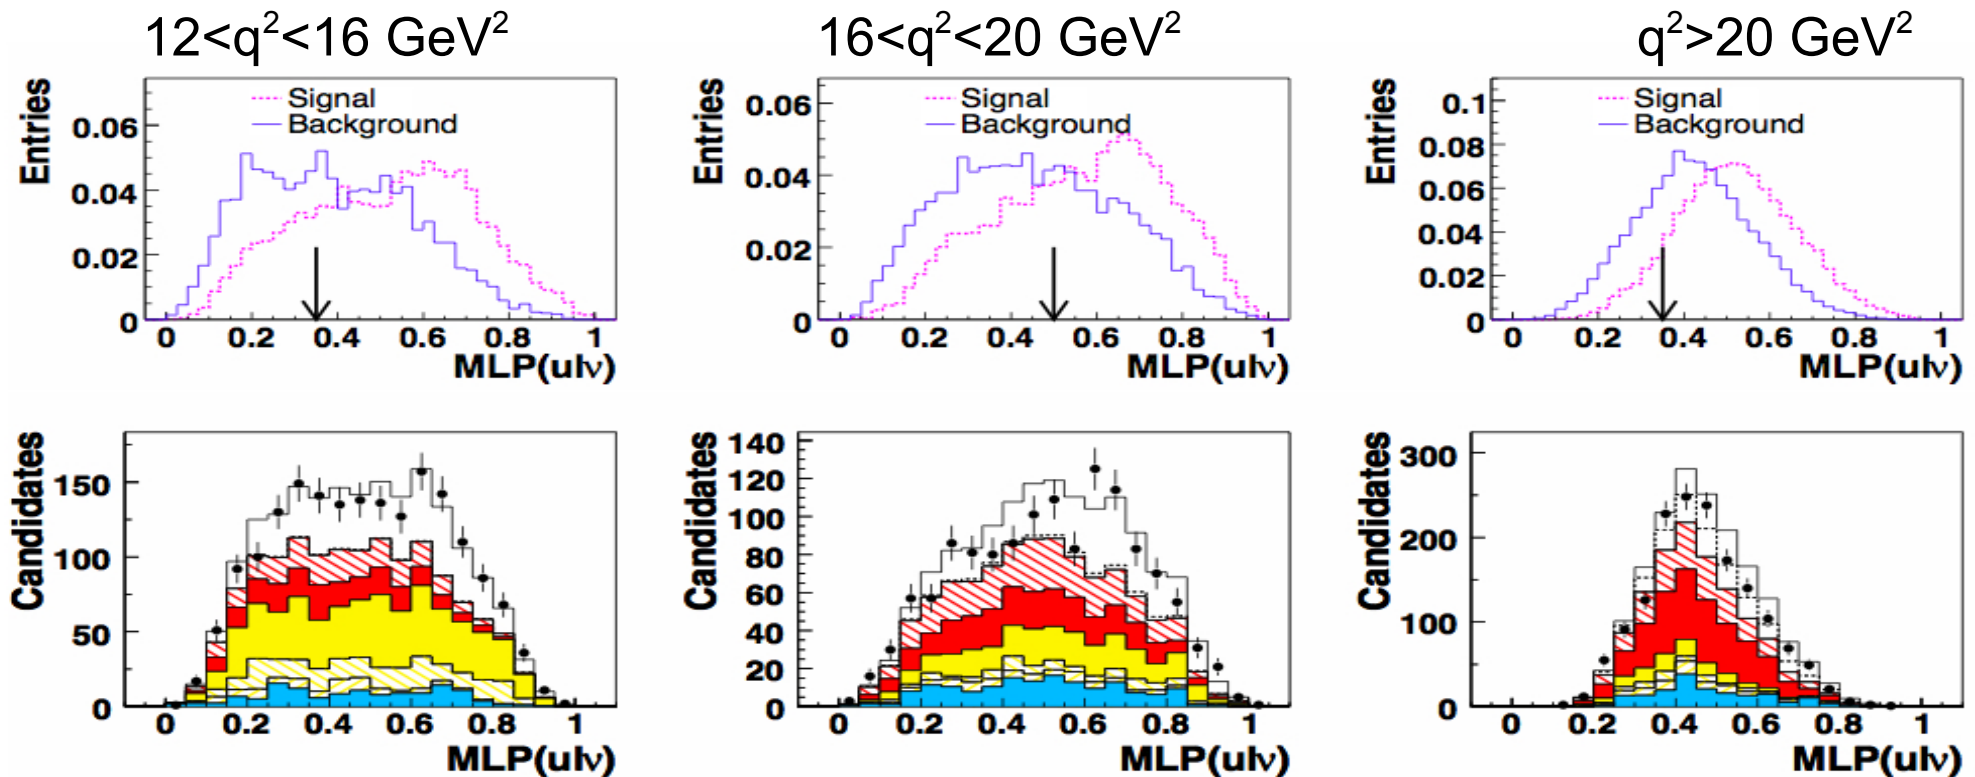 12<q²<16 GeV²
16<q²<20 GeV²
q²>20 GeV²
Entries
Signal
Background
0.06
0.04
0.02
0
0 0.2 0.4 0.6 0.8 1
MLP(ulν)
Entries
Signal
Background
0.06
0.04
0.02
0
0 0.2 0.4 0.6 0.8 1
MLP(ulν)
Entries
Signal
Background
0.1
0.08
0.06
0.04
0.02
0
0 0.2 0.4 0.6 0.8 1
MLP(ulν)
Candidates
150
100
50
0
0 0.2 0.4 0.6 0.8 1
MLP(ulν)
Candidates
140
120
100
80
60
40
20
0
0 0.2 0.4 0.6 0.8 1
MLP(ulν)
Candidates
300
200
100
0
0 0.2 0.4 0.6 0.8 1
MLP(ulν)